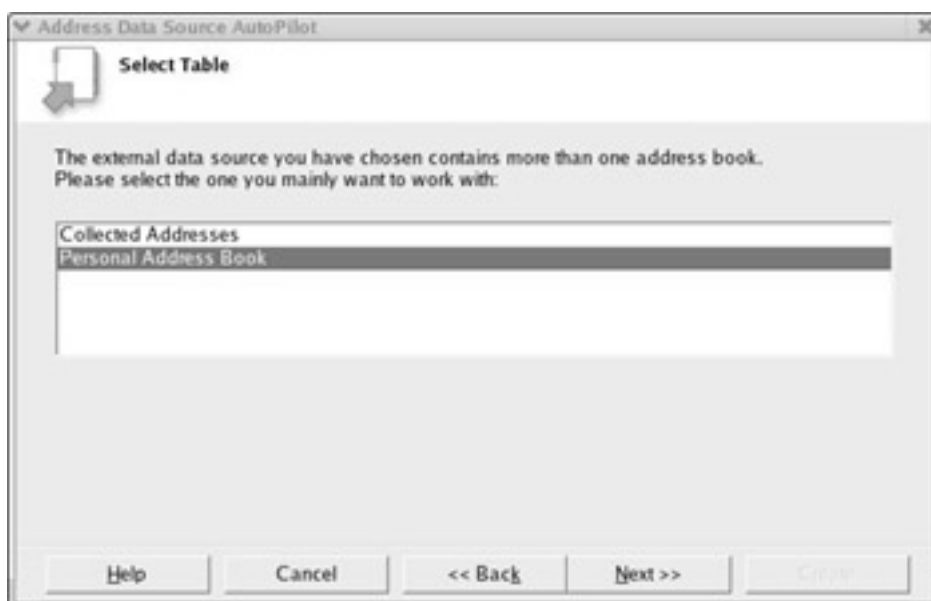 Address Data Source AutoPilot
Select Table
The external data source you have chosen contains more than one address book.
Please select the one you mainly want to work with:
Collected Addresses
Personal Address Book
Help Cancel << Back Next >> Create